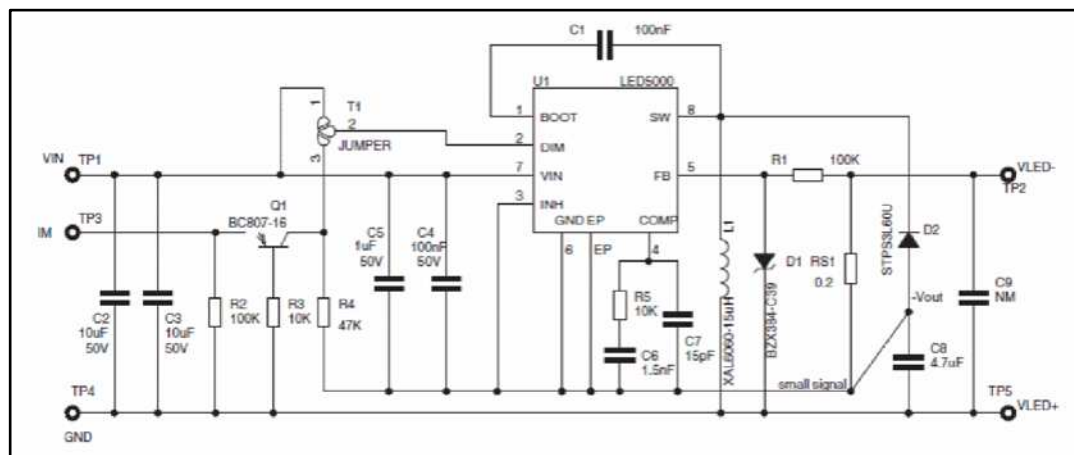 C1 100nF
U1 LED5000
1 BOOT SW 8
2 DIM
7 VIN FB 5
3 INH
GND EP COMP
6 EP 4
1
T1
2
JUMPER
3
VIN TP1
R1 100K
VLED-
TP2
TP3
IM
Q1
BC807-16
C5
1uF
50V
C4
100nF
50V
L1
XAL6060-15uH
D1
BZX384-C39
RS1
0.2
STPS3L60U
D2
-Vout
C9
NM
C2
10uF
50V
C3
10uF
50V
R2
100K
R3
10K
R4
47K
R5
10K
C6
1.5nF
C7
15pF
C8
4.7uF
small signal
TP4
GND
TP5
VLED+